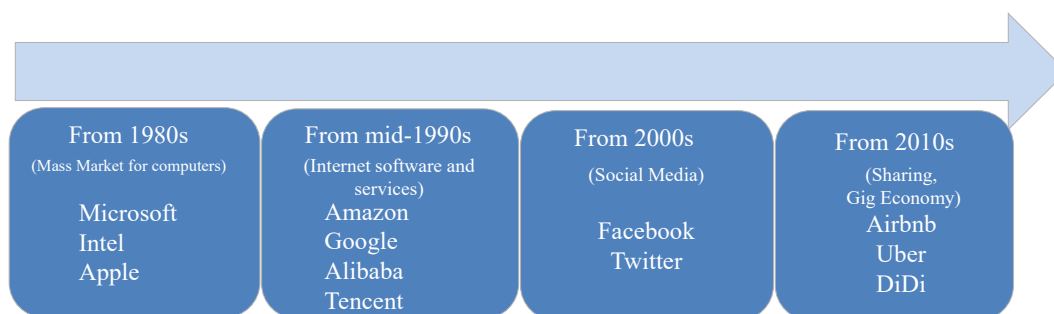 From 1980s
(Mass Market for computers)
Microsoft
Intel
Apple
From mid-1990s
(Internet software and
services)
Amazon
Google
Alibaba
Tencent
From 2000s
(Social Media)
Facebook
Twitter
From 2010s
(Sharing,
Gig Economy)
Airbnb
Uber
DiDi